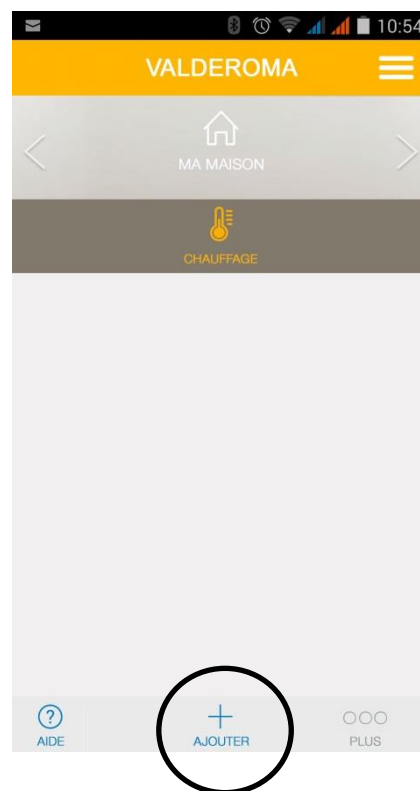 10:54
VALDEROMA
MA MAISON
CHAUFFAGE
?
AIDE
AJOUTER
PLUS